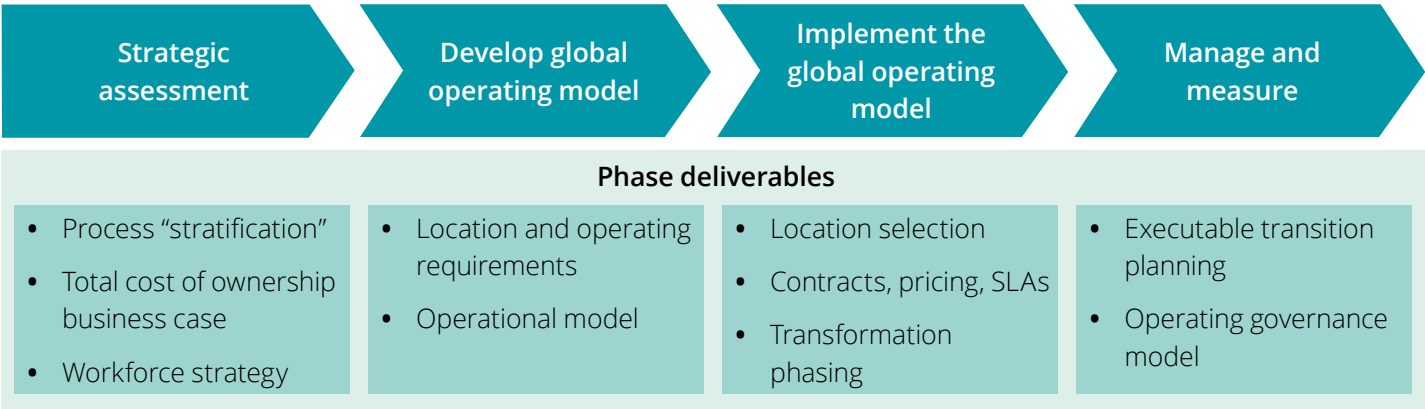 Strategic
assessment
Develop global
operating model
Implement the
global operating
model
Manage and
measure
Phase deliverables
• Process “stratification”
• Total cost of ownership
business case
• Workforce strategy
• Location and operating
requirements
• Operational model
• Location selection
• Contracts, pricing, SLAs
• Transformation
phasing
• Executable transition
planning
• Operating governance
model